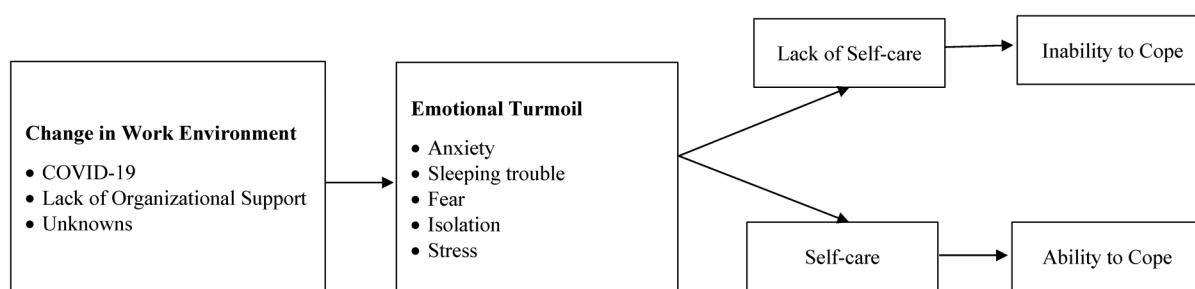 Change in Work Environment
• COVID-19
• Lack of Organizational Support
• Unknowns
Emotional Turmoil
• Anxiety
• Sleeping trouble
• Fear
• Isolation
• Stress
Lack of Self-care
Inability to Cope
Self-care
Ability to Cope